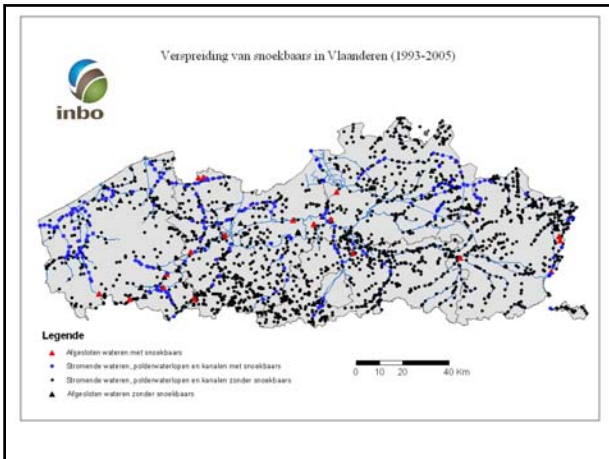 Verspreiding van snoekbaars in Vlaanderen (1993-2005)
inbo
Legende
Afgesloten wateren met snoekbaars
Stromende wateren, polderwaterlopen en kanalen met snoekbaars
Stromende wateren, polderwaterlopen en kanalen zonder snoekbaars
Afgesloten wateren zonder snoekbaars
0 10 20 40 Km